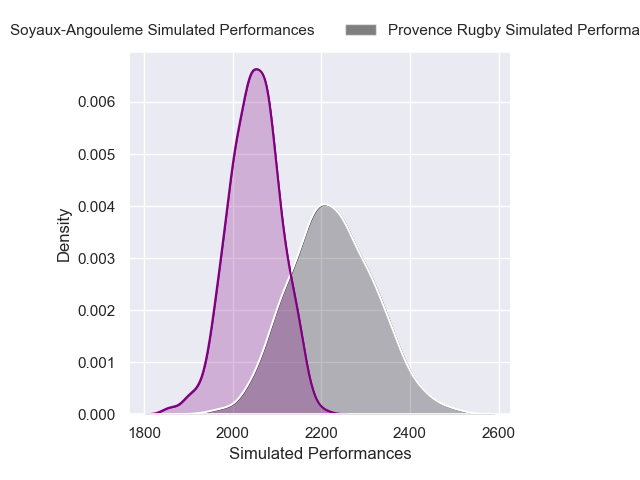 Soyaux-Angouleme Simulated Performances
Provence Rugby Simulated Performa
0.006
0.005
0.004
0.003
0.002
0.001
0.000
Density
1800 2000 2200 2400 2600
Simulated Performances